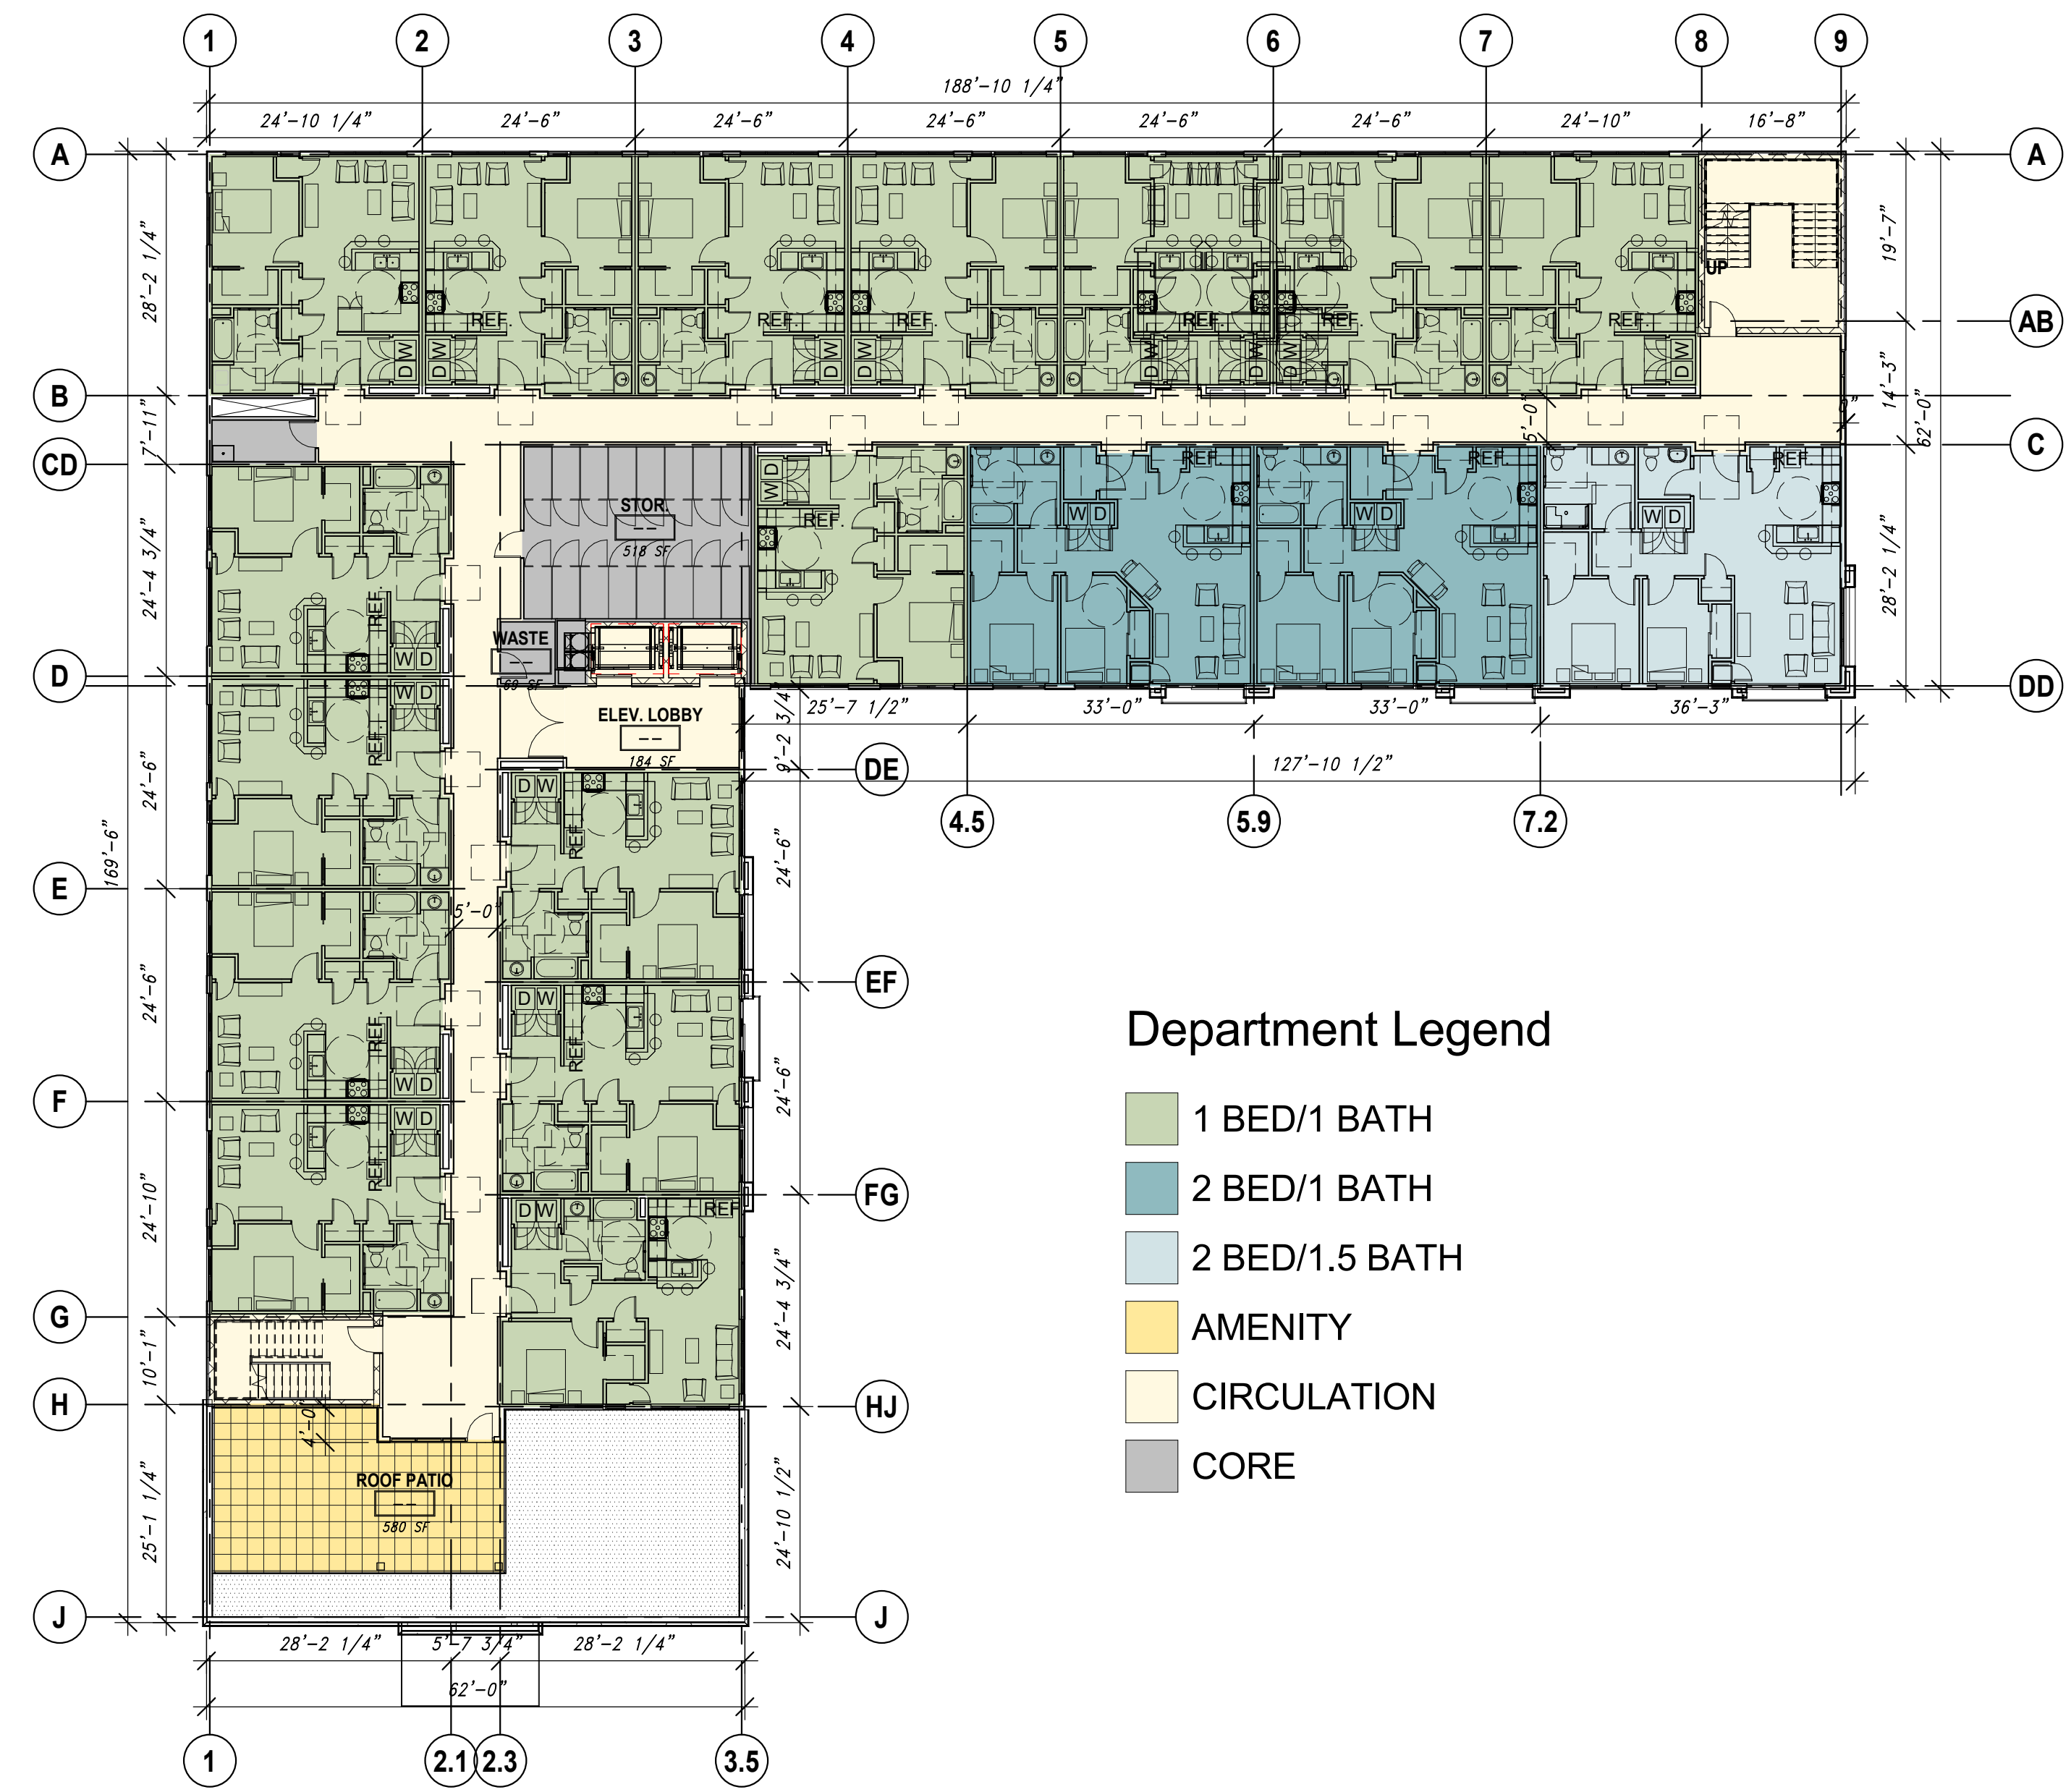 1 2 3 4 5 6 7 8 9
188'-10 1/4"
24'-10 1/4" 24'-6" 24'-6" 24'-6" 24'-6" 24'-6" 24'-10" 16'-8"
A A
28'-2 1/4" 19'-7"
UP
AB
REF. REF. REF. REF. REF. REF.
D W D W D W D W D W D W D W D W
B
14'-3"
7'-11" 5'-0" 62'-0"
CD C
REF. REF. REF.
W D
STOR.
--
518 SF
REF.
W D W D W D
24'-4 3/4" 28'-2 1/4"
REF.
WASTE
--
69 SF
W D
D DD
W D
25'-7 1/2" 33'-0" 33'-0" 36'-3"
ELEV. LOBBY
--
184 SF
REF.
9'-2 3/4"
DE
127'-10 1/2"
24'-6"
D W
4.5 5.9 7.2
169'-6"
REF.
24'-6"
E
5'-0"
EF
24'-6"
D W
REF.
REF.
24'-6"
W D
F
W D
REF.
24'-10"
FG
D W
REF.
24'-4 3/4"
G
10'-1"
H HJ
4'-0"
ROOF PATIO
--
580 SF
25'-1 1/4" 24'-10 1/2"
J J
28'-2 1/4" 5'-7 3/4" 28'-2 1/4"
62'-0"
1 2.1 2.3 3.5
Department Legend
1 BED/1 BATH
2 BED/1 BATH
2 BED/1.5 BATH
AMENITY
CIRCULATION
CORE